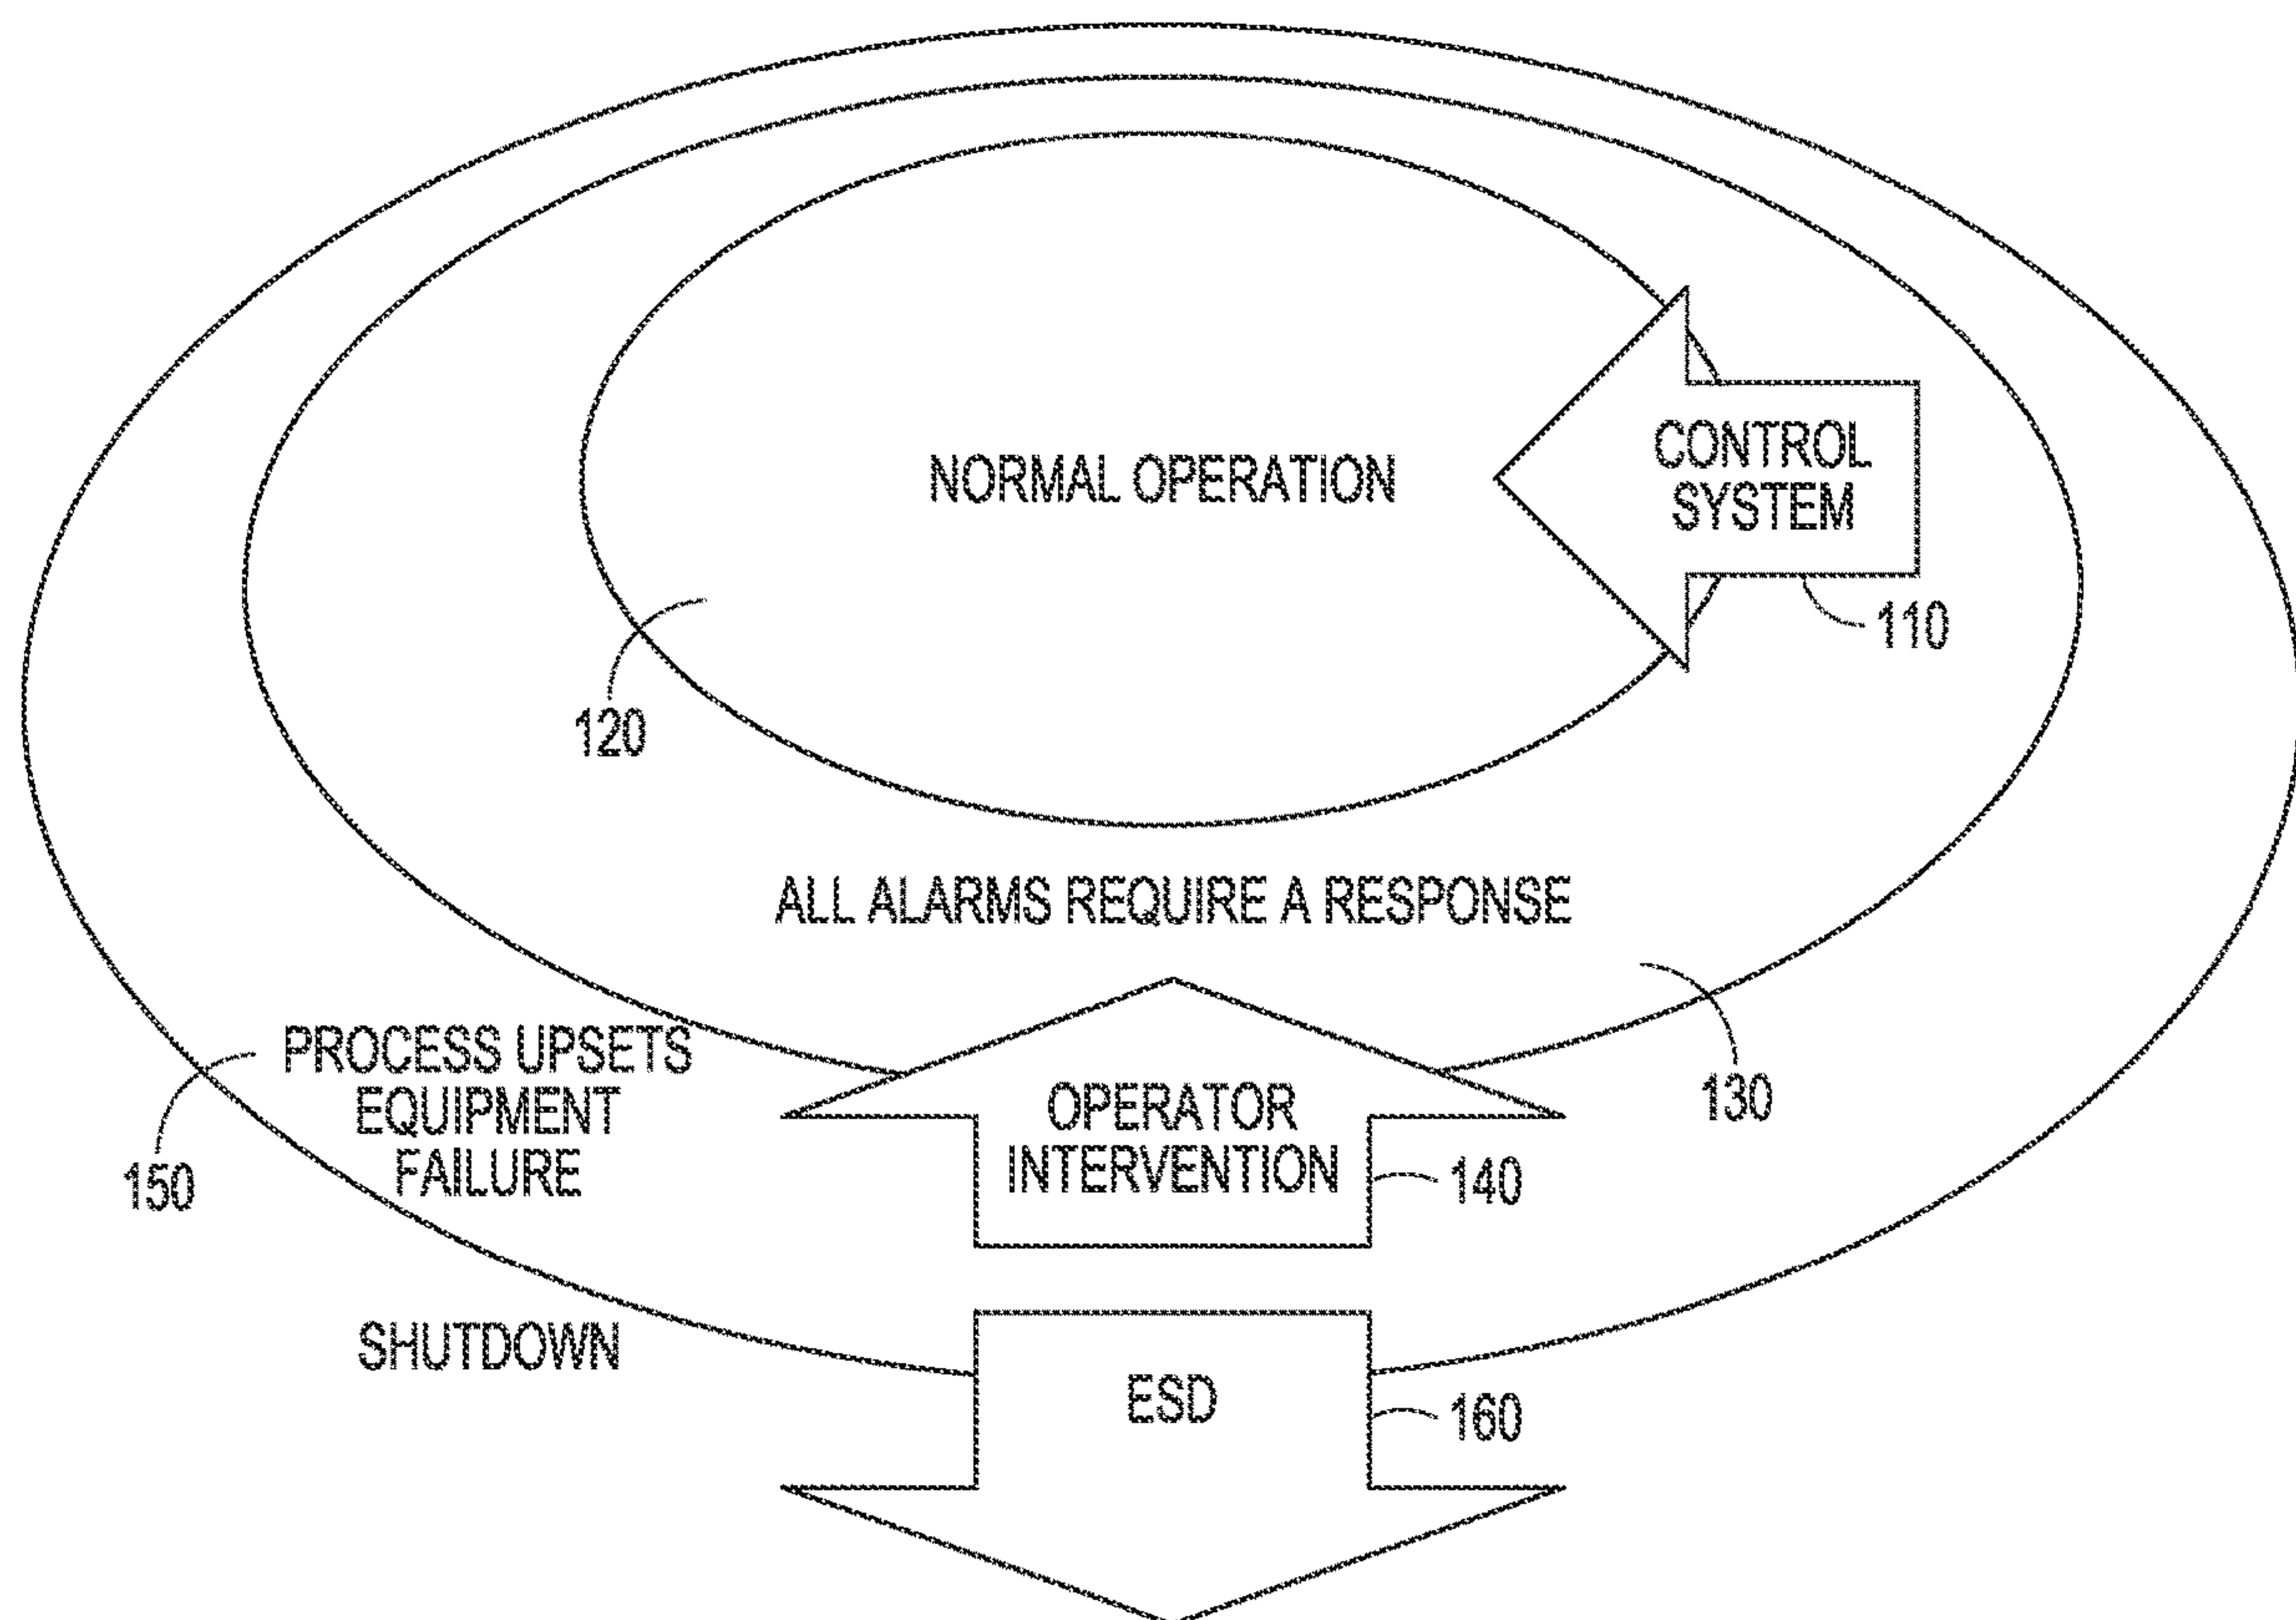 NORMAL OPERATION
CONTROL
SYSTEM
110
120
ALL ALARMS REQUIRE A RESPONSE
130
PROCESS UPSETS
EQUIPMENT
FAILURE
150
OPERATOR
INTERVENTION
140
SHUTDOWN
ESD
160